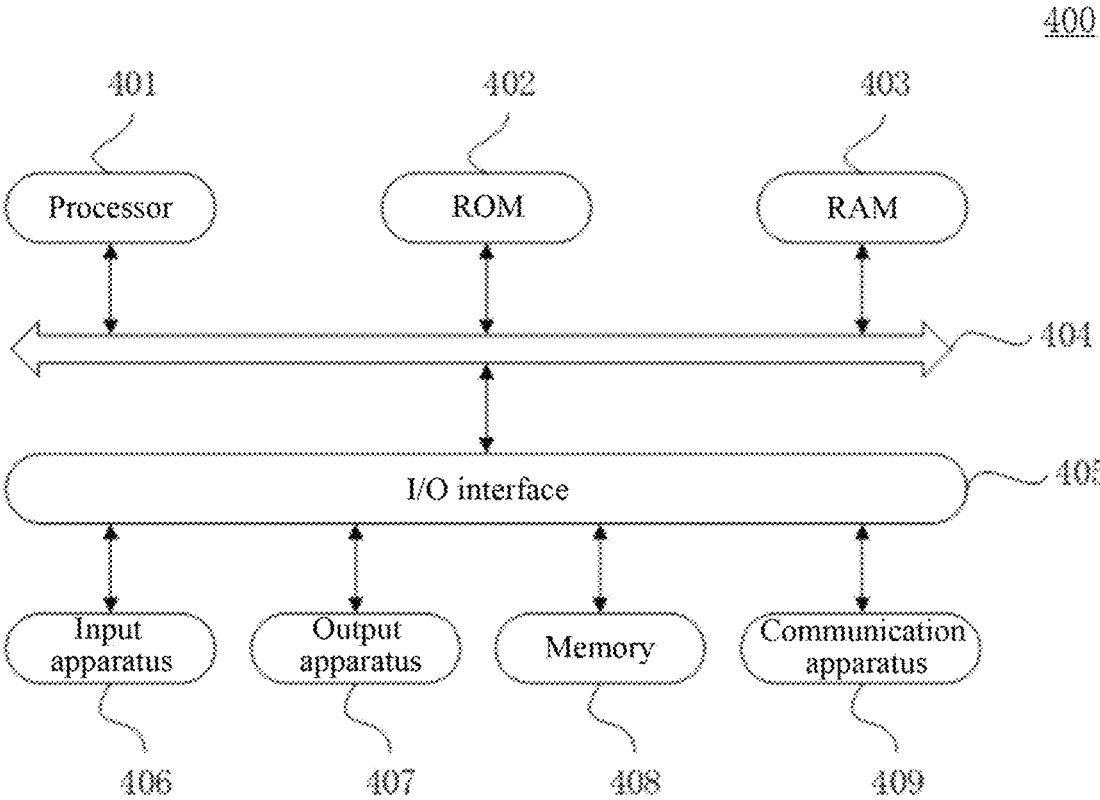 400
401
402
403
Processor
ROM
RAM
404
I/O interface
405
Input
apparatus
Output
apparatus
Memory
Communication
apparatus
406
407
408
409